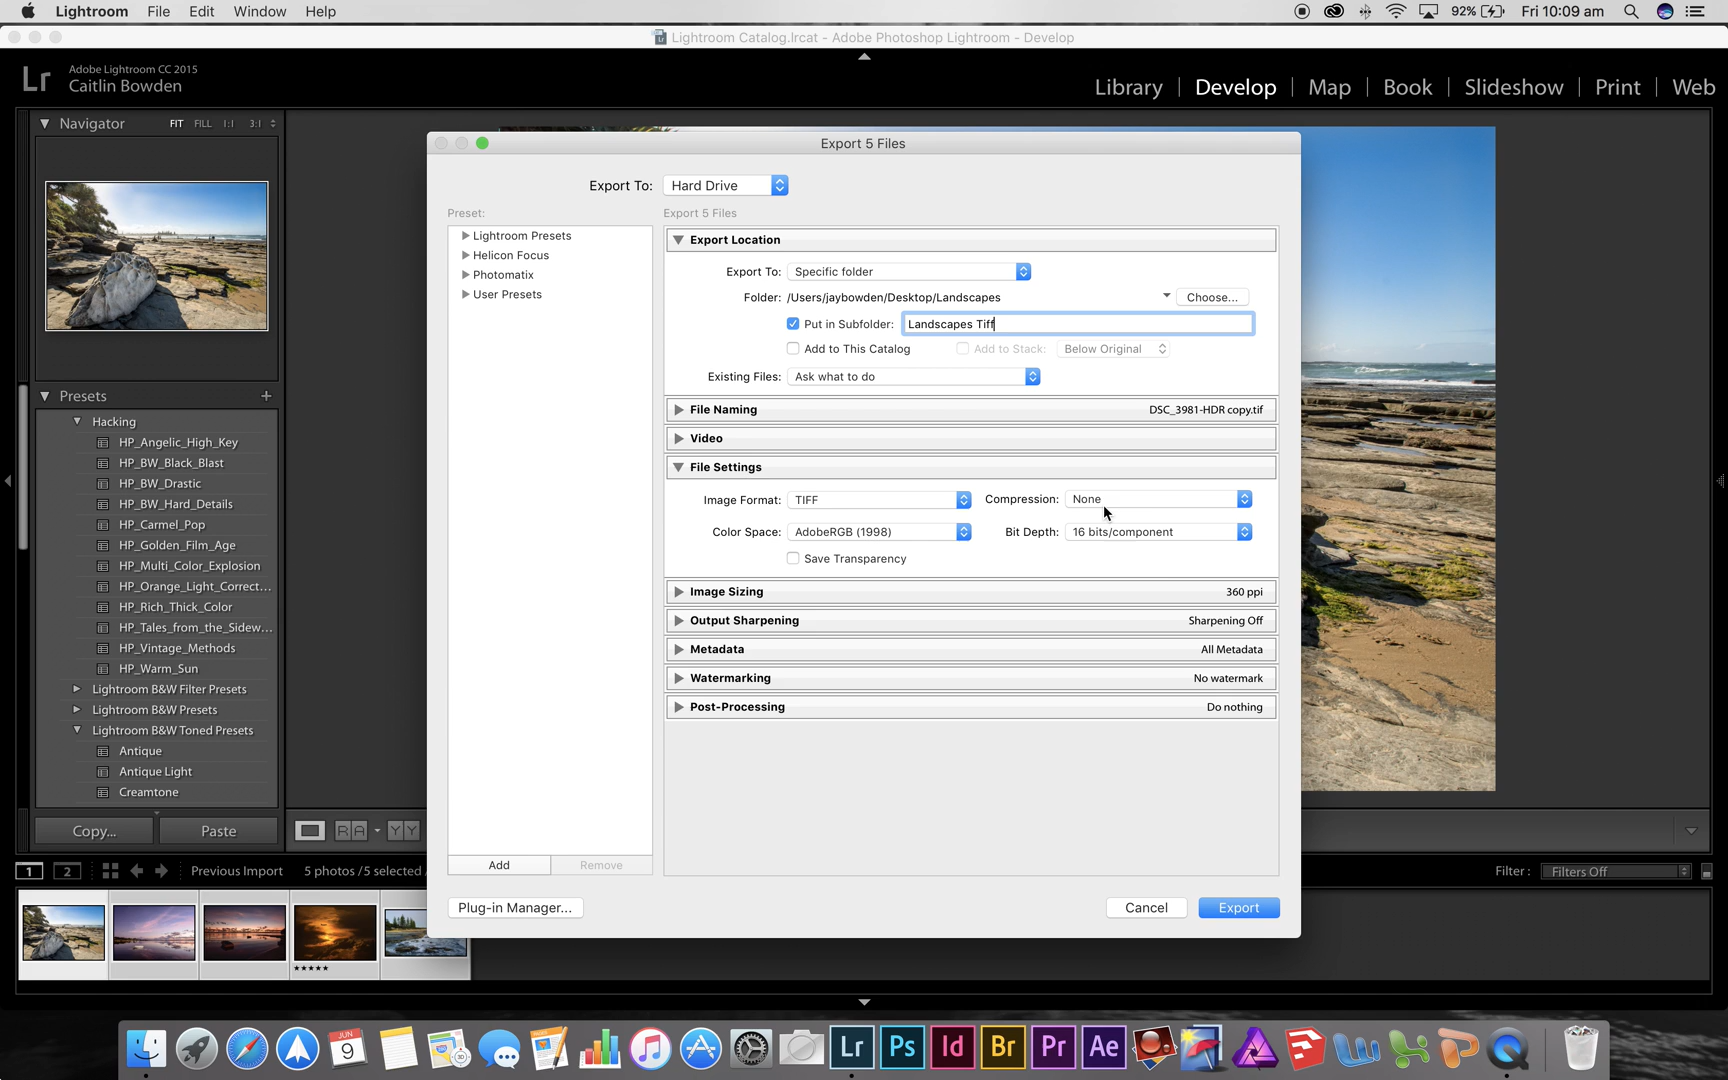 Lightroom File Edit Window Help 92% Fri 10:09 am
Lightroom Catalog.lrcat - Adobe Photoshop Lightroom - Develop
Lr Adobe Lightroom CC 2015
Caitlin Bowden
Library | Develop | Map | Book | Slideshow | Print | Web
Navigator FIT FILL 1:1 3:1
Export 5 Files
Export To: Hard Drive
Preset: Export 5 Files
Lightroom Presets
Helicon Focus
Photomatix
User Presets
Export Location
Export To: Specific folder
Folder: /Users/jaybowden/Desktop/Landscapes Choose...
Put in Subfolder: Landscapes Tiff
Add to This Catalog Add to Stack: Below Original
Existing Files: Ask what to do
File Naming DSC_3981-HDR copy.tif
Video
File Settings
Image Format: TIFF Compression: None
Color Space: AdobeRGB (1998) Bit Depth: 16 bits/component
Save Transparency
Image Sizing 360 ppi
Output Sharpening Sharpening Off
Metadata All Metadata
Watermarking No watermark
Post-Processing Do nothing
Add Remove
Plug-in Manager... Cancel Export
Presets +
Hacking
HP_Angelic_High_Key
HP_BW_Black_Blast
HP_BW_Drastic
HP_BW_Hard_Details
HP_Carmel_Pop
HP_Golden_Film_Age
HP_Multi_Color_Explosion
HP_Orange_Light_Correct...
HP_Rich_Thick_Color
HP_Tales_from_the_Sidew...
HP_Vintage_Methods
HP_Warm_Sun
Lightroom B&W Filter Presets
Lightroom B&W Presets
Lightroom B&W Toned Presets
Antique
Antique Light
Creamtone
Copy... Paste R A Y Y
1 2 Previous Import 5 photos / 5 selected / Filter : Filters Off
JUN
9
3D
Lr Ps Id Br Pr Ae